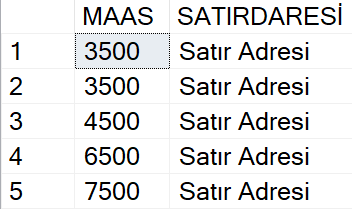 MAAS SATIRDARESİ
1 3500 Satır Adresi
2 3500 Satır Adresi
3 4500 Satır Adresi
4 6500 Satır Adresi
5 7500 Satır Adresi